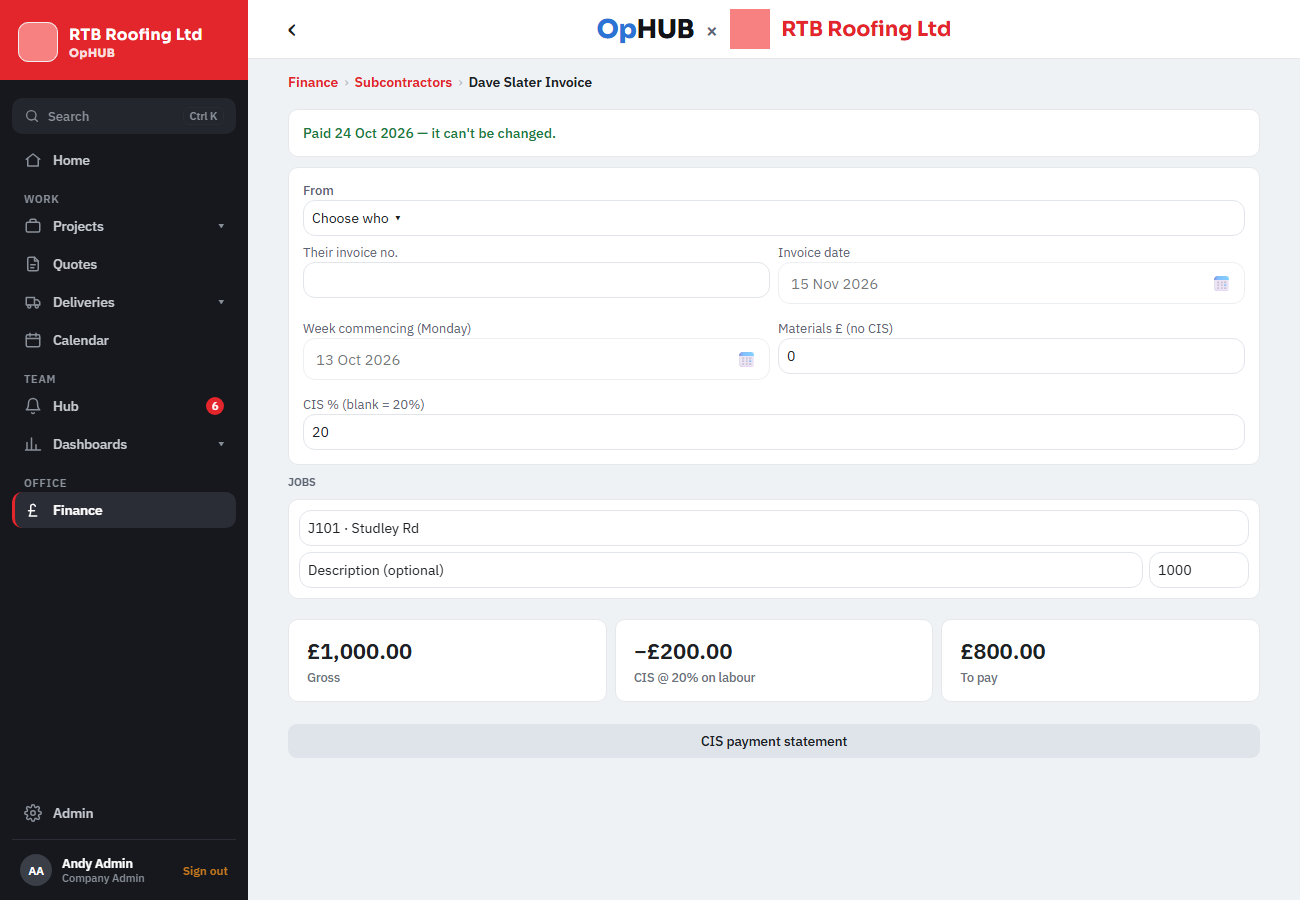 RTB Roofing Ltd
OpHUB
Search
Ctrl K
Home
WORK
Projects
Quotes
Deliveries
Calendar
TEAM
Hub
6
Dashboards
OFFICE
Finance
Admin
AA
Andy Admin
Company Admin
Sign out
OpHUB × RTB Roofing Ltd
Finance › Subcontractors › Dave Slater Invoice
Paid 24 Oct 2026 — it can't be changed.
From
Choose who
Their invoice no.
Invoice date
15 Nov 2026
Week commencing (Monday)
Materials £ (no CIS)
13 Oct 2026
0
CIS % (blank = 20%)
20
JOBS
J101 · Studley Rd
Description (optional)
1000
£1,000.00
Gross
−£200.00
CIS @ 20% on labour
£800.00
To pay
CIS payment statement